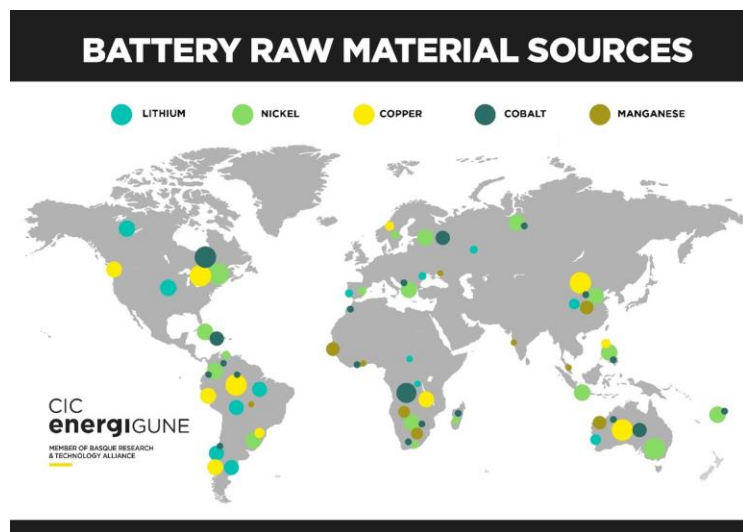 BATTERY RAW MATERIAL SOURCES
LITHIUM NICKEL COPPER COBALT MANGANESE
CIC
energiGUNE
MEMBER OF BASQUE RESEARCH
& TECHNOLOGY ALLIANCE